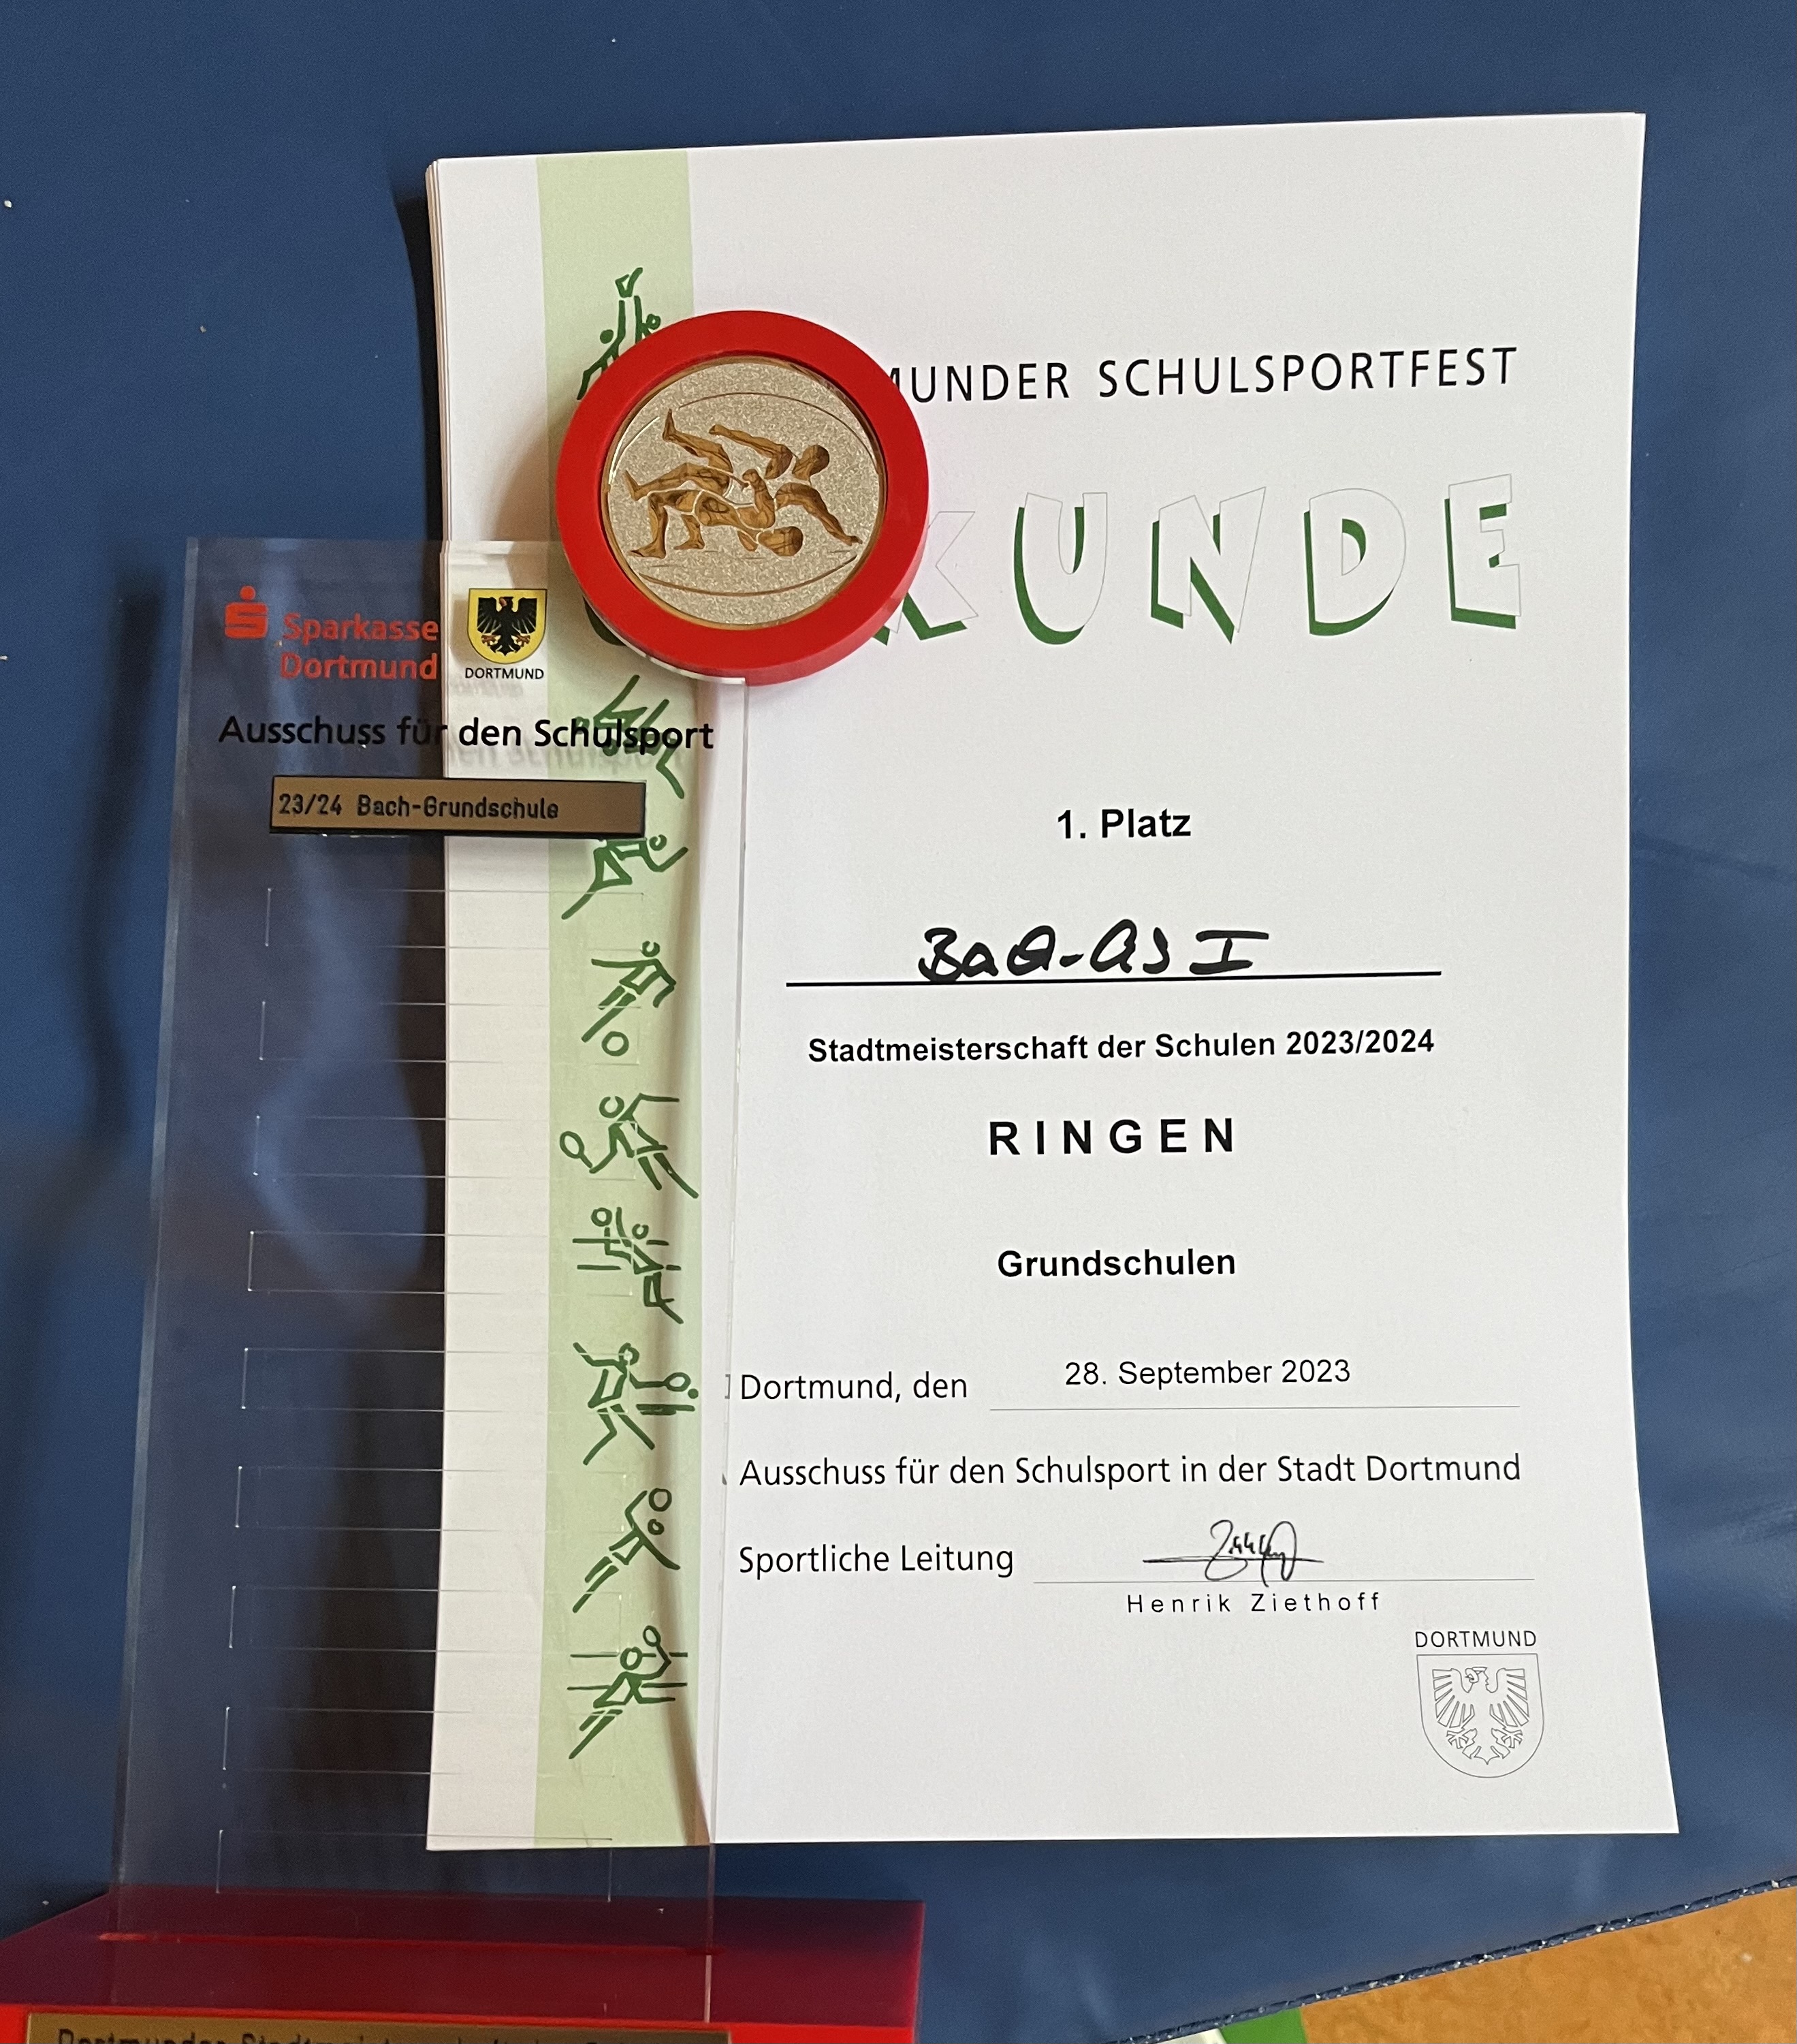 MUNDER SCHULSPORTFEST
KUNDE
Sparkasse
Dortmund
DORTMUND
Ausschuss für den Schulsport
23/24 Bach-Grundschule
1. Platz
Stadtmeisterschaft der Schulen 2023/2024
RINGEN
Grundschulen
Dortmund, den 28. September 2023
Ausschuss für den Schulsport in der Stadt Dortmund
Sportliche Leitung
Henrik Ziethoff
DORTMUND